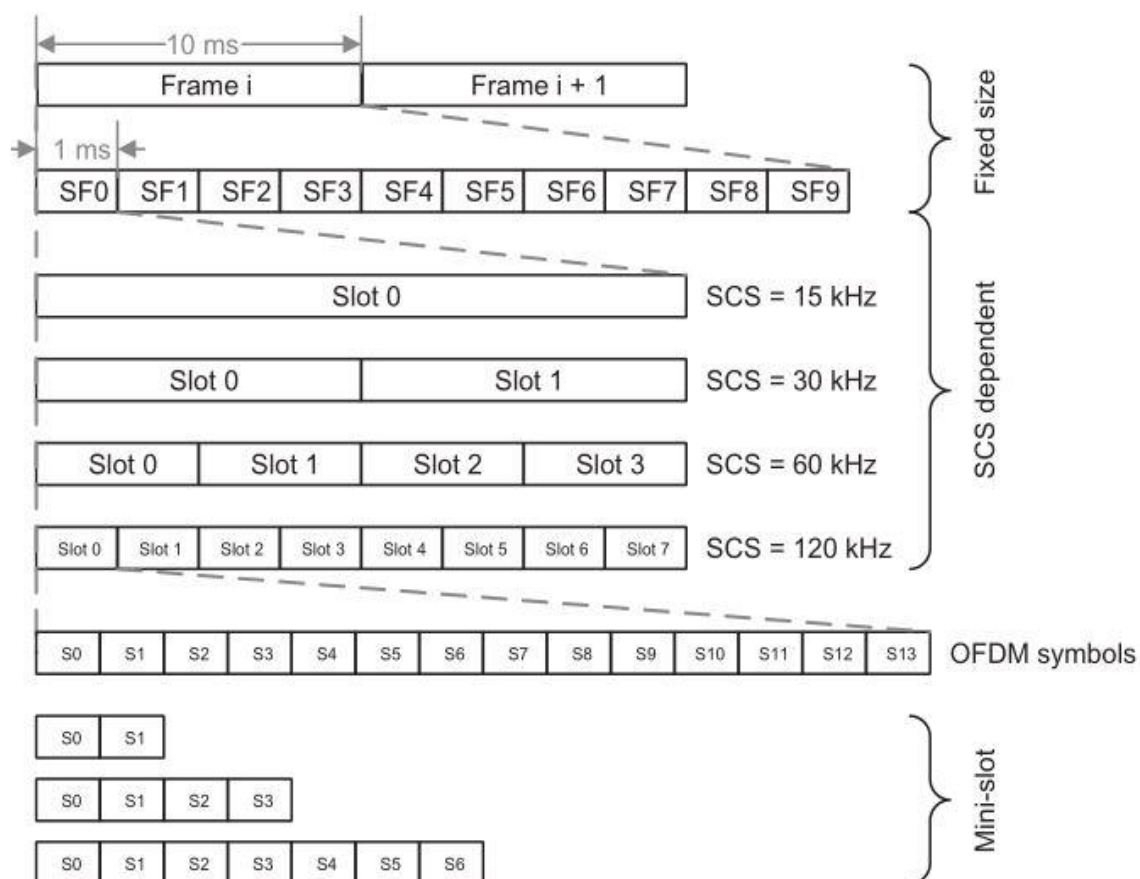 10 ms
Frame i Frame i + 1
Fixed size
1 ms
SF0 SF1 SF2 SF3 SF4 SF5 SF6 SF7 SF8 SF9
Slot 0 SCS = 15 kHz
SCS dependent
Slot 0 Slot 1 SCS = 30 kHz
Slot 0 Slot 1 Slot 2 Slot 3 SCS = 60 kHz
Slot 0 Slot 1 Slot 2 Slot 3 Slot 4 Slot 5 Slot 6 Slot 7 SCS = 120 kHz
S0 S1 S2 S3 S4 S5 S6 S7 S8 S9 S10 S11 S12 S13 OFDM symbols
S0 S1
Mini-slot
S0 S1 S2 S3
S0 S1 S2 S3 S4 S5 S6